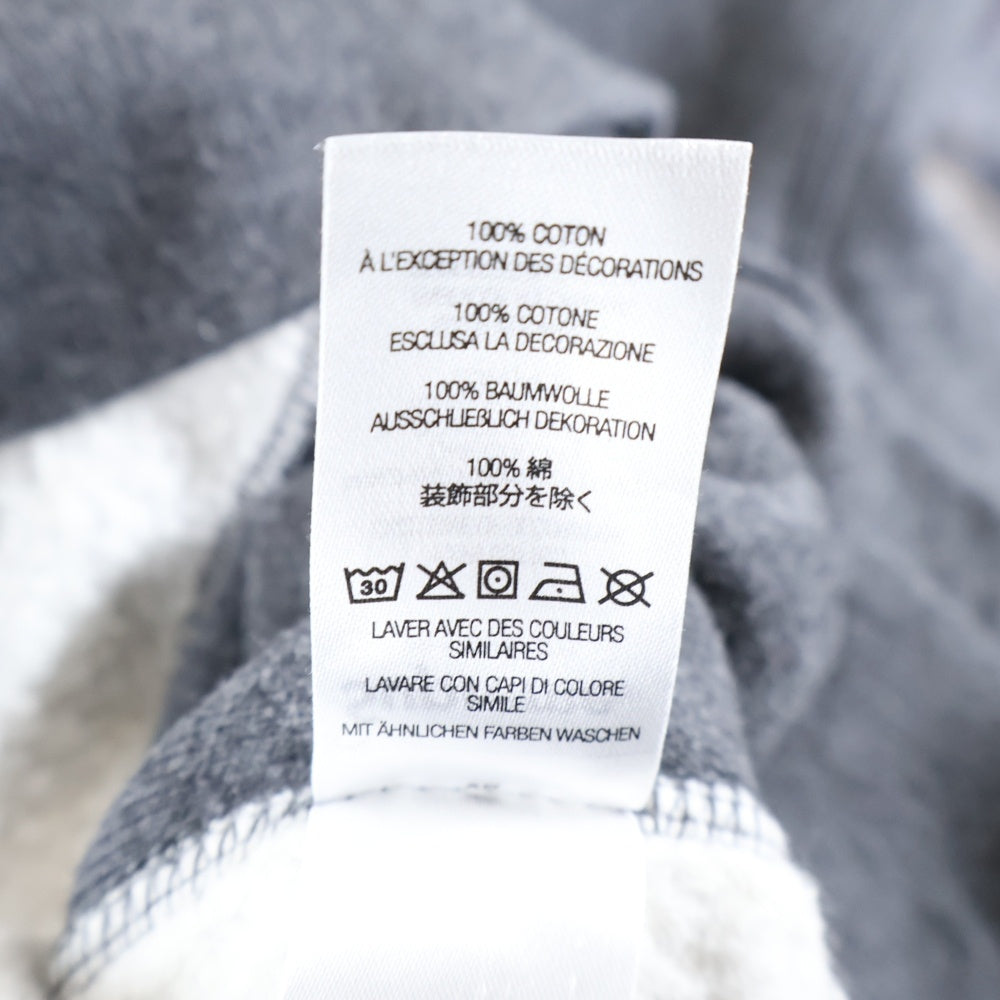 100% COTON
À L'EXCEPTION DES DÉCORATIONS
100% COTONE
ESCLUSA LA DECORAZIONE
100% BAUMWOLLE
AUSSCHLIEßLICH DEKORATION
100% 綿
装飾部分を除く
30
LAVER AVEC DES COULEURS
SIMILAIRES
LAVARE CON CAPI DI COLORE
SIMILE
MIT ÄHNLICHEN FARBEN WASCHEN